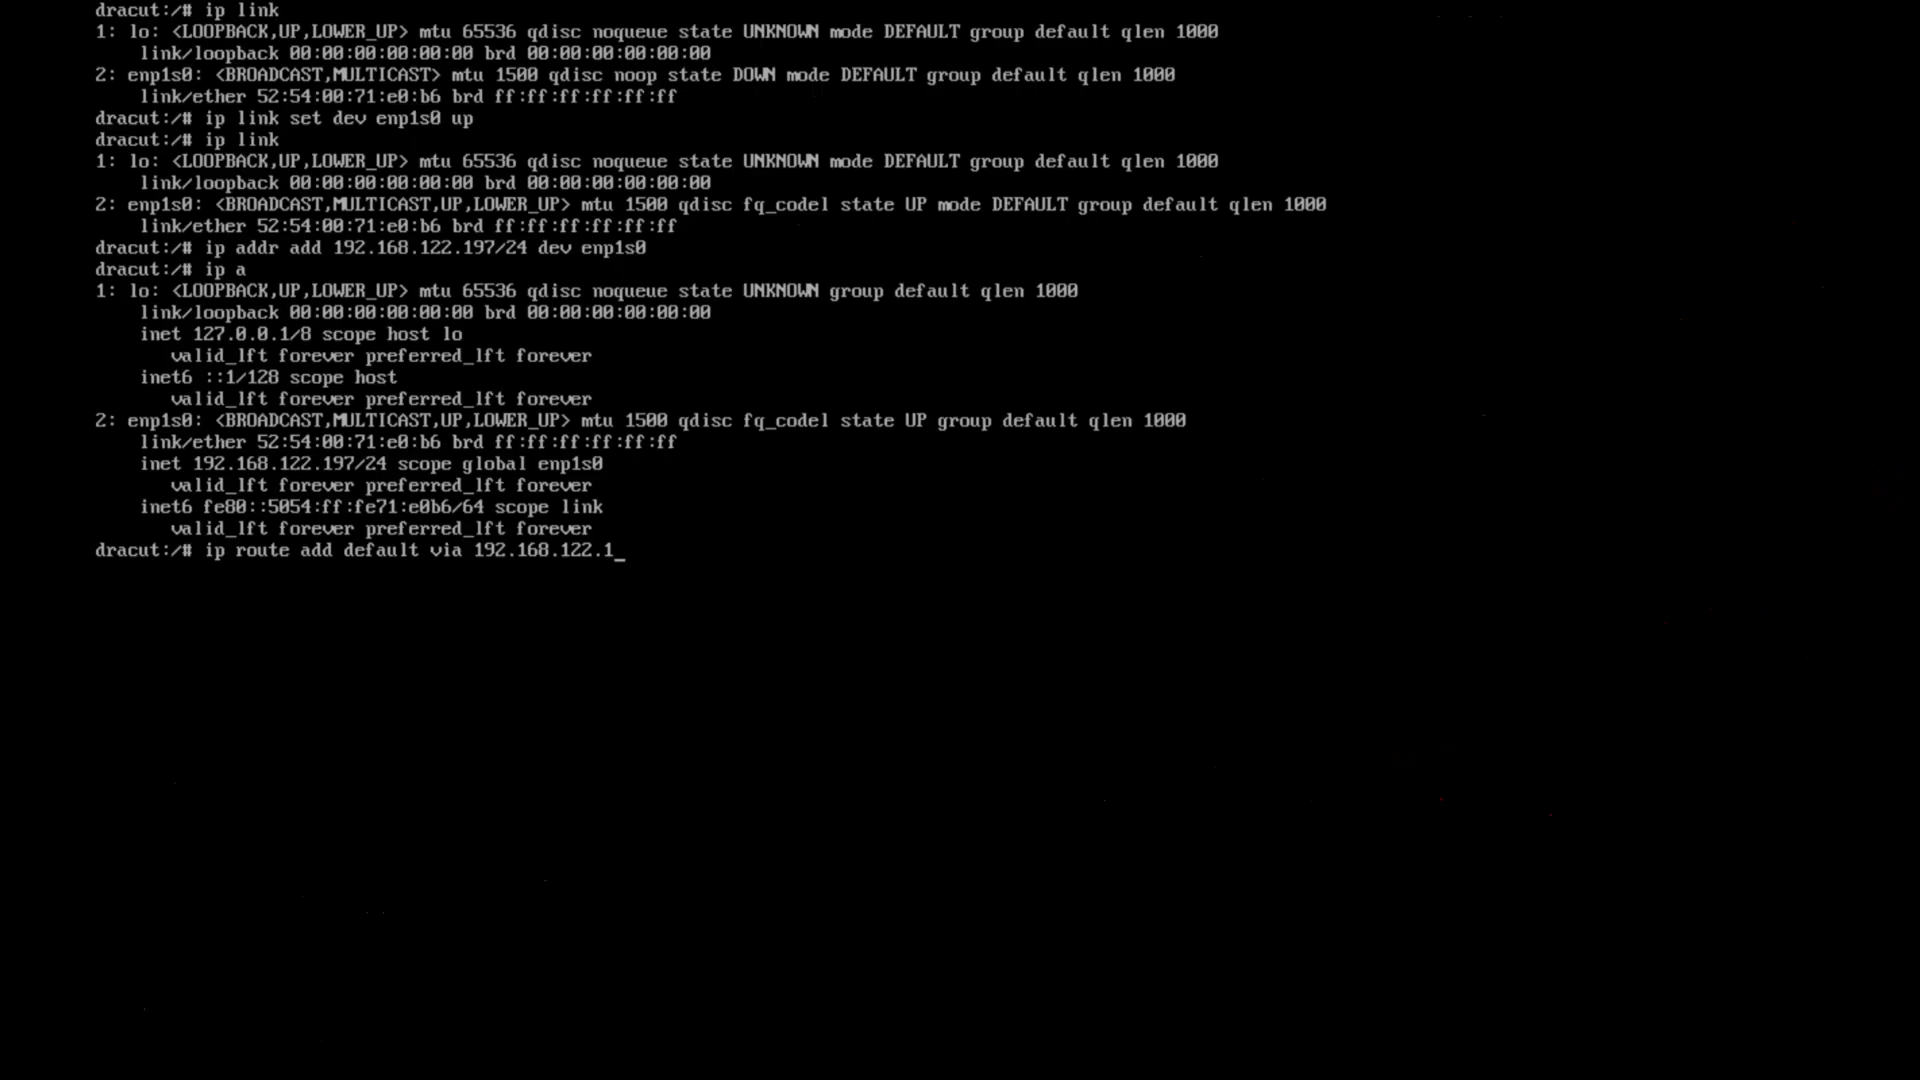 dracut:/# ip link
1: lo: <LOOPBACK,UP,LOWER_UP> mtu 65536 qdisc noqueue state UNKNOWN mode DEFAULT group default qlen 1000
link/loopback 00:00:00:00:00:00 brd 00:00:00:00:00:00
2: enp1s0: <BROADCAST,MULTICAST> mtu 1500 qdisc noop state DOWN mode DEFAULT group default qlen 1000
link/ether 52:54:00:71:e0:b6 brd ff:ff:ff:ff:ff:ff
dracut:/# ip link set dev enp1s0 up
dracut:/# ip link
1: lo: <LOOPBACK,UP,LOWER_UP> mtu 65536 qdisc noqueue state UNKNOWN mode DEFAULT group default qlen 1000
link/loopback 00:00:00:00:00:00 brd 00:00:00:00:00:00
2: enp1s0: <BROADCAST,MULTICAST,UP,LOWER_UP> mtu 1500 qdisc fq_codel state UP mode DEFAULT group default qlen 1000
link/ether 52:54:00:71:e0:b6 brd ff:ff:ff:ff:ff:ff
dracut:/# ip addr add 192.168.122.197/24 dev enp1s0
dracut:/# ip a
1: lo: <LOOPBACK,UP,LOWER_UP> mtu 65536 qdisc noqueue state UNKNOWN group default qlen 1000
link/loopback 00:00:00:00:00:00 brd 00:00:00:00:00:00
inet 127.0.0.1/8 scope host lo
valid_lft forever preferred_lft forever
inet6 ::1/128 scope host
valid_lft forever preferred_lft forever
2: enp1s0: <BROADCAST,MULTICAST,UP,LOWER_UP> mtu 1500 qdisc fq_codel state UP group default qlen 1000
link/ether 52:54:00:71:e0:b6 brd ff:ff:ff:ff:ff:ff
inet 192.168.122.197/24 scope global enp1s0
valid_lft forever preferred_lft forever
inet6 fe80::5054:ff:fe71:e0b6/64 scope link
valid_lft forever preferred_lft forever
dracut:/# ip route add default via 192.168.122.1_